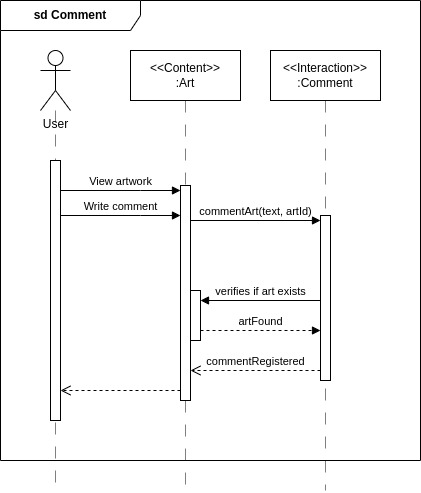 sd Comment
<<Content>>
:Art
<<Interaction>>
:Comment
User
View artwork
Write comment
commentArt(text, artId)
verifies if art exists
artFound
commentRegistered